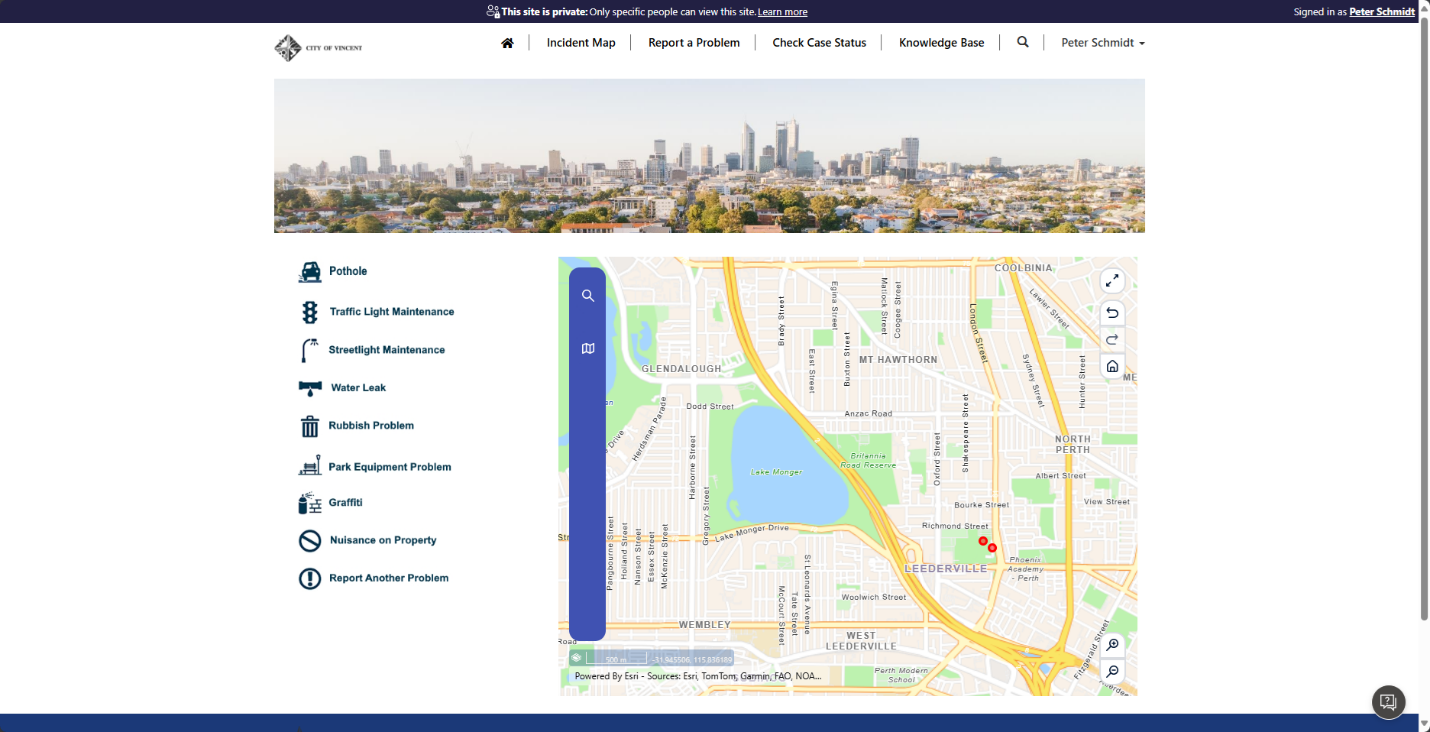 This site is private: Only specific people can view this site. Learn more
Signed in as Peter Schmidt
CITY OF VINCENT
Incident Map
Report a Problem
Check Case Status
Knowledge Base
Peter Schmidt
Pothole
Traffic Light Maintenance
Streetlight Maintenance
Water Leak
Rubbish Problem
Park Equipment Problem
Graffiti
Nuisance on Property
Report Another Problem
COOLBINIA
Lawler Street
Egina Street
Matlock Street
Coogee Street
Brady Street
London Street
East Street
Buxton Street
MT HAWTHORN
Sydney Street
Hunter Street
GLENDALOUGH
ME
Dodd Street
Anzac Road
Herdsman Parade
Drive
Shakespeare Street
Oxford Street
NORTH
PERTH
Harborne Street
Britannia
Road Reserve
Lake Monger
Albert Street
Gregory Street
View Street
Bourke Street
Richmond Street
Lake Monger Drive
Str
Pangbourne Street
Holland Street
Nanson Street
Essex Street
McKenzie Street
LEEDERVILLE
Phoenix
Academy
- Perth
St Leonards Avenue
Tate Street
McCourt Street
Woolwich Street
WEMBLEY
WEST
LEEDERVILLE
Road
Fitzgerald Street
500 m
Perth Modern
School
Powered By Esri - Sources: Esri, TomTom, Garmin, FAO, NOA...